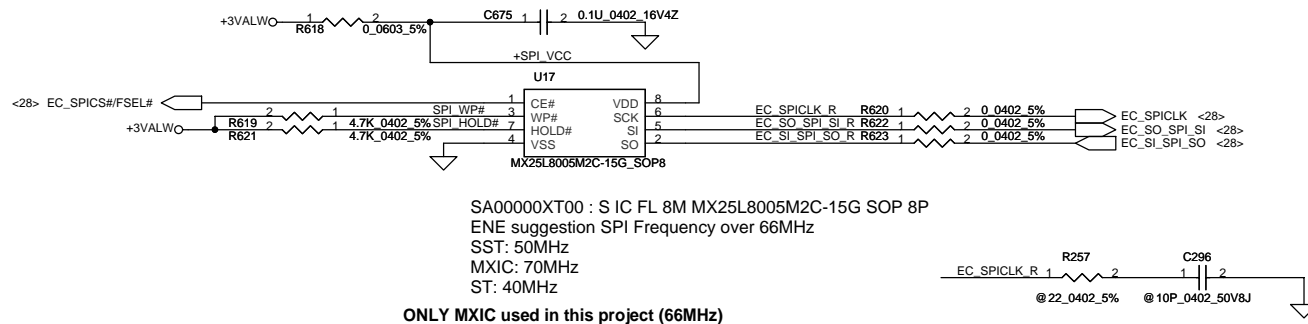 +3VALW
1
2
R618
0_0603_5%
C675
1
2
0.1U_0402_16V4Z
+SPI_VCC
U17
<28> EC_SPICS#/FSEL#
1 CE# VDD 8
SPI_WP# 3 WP# SCK 6
SPI_HOLD# 7 HOLD# SI 5
4 VSS SO 2
MX25L8005M2C-15G_SOP8
+3VALW
2 1
R619 4.7K_0402_5%
2 1
R621 4.7K_0402_5%
EC_SPICLK_R R620 1 2 0_0402_5% EC_SPICLK <28>
EC_SO_SPI_SI_R R622 1 2 0_0402_5% EC_SO_SPI_SI <28>
EC_SI_SPI_SO_R R623 1 2 0_0402_5% EC_SI_SPI_SO <28>
SA00000XT00 : S IC FL 8M MX25L8005M2C-15G SOP 8P
ENE suggestion SPI Frequency over 66MHz
SST: 50MHz
MXIC: 70MHz
ST: 40MHz
ONLY MXIC used in this project (66MHz)
R257 C296
EC_SPICLK_R 1 2 1 2
@22_0402_5% @10P_0402_50V8J